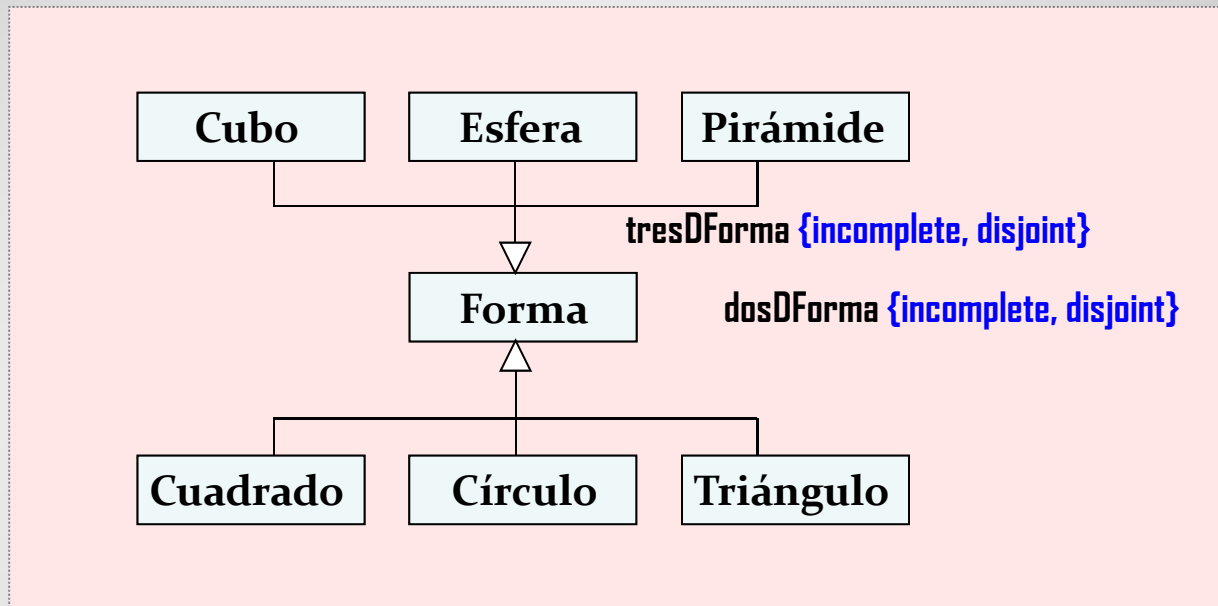 Cubo Esfera Pirámide
tresDForma {incomplete, disjoint}
Forma
dosDForma {incomplete, disjoint}
Cuadrado Círculo Triángulo